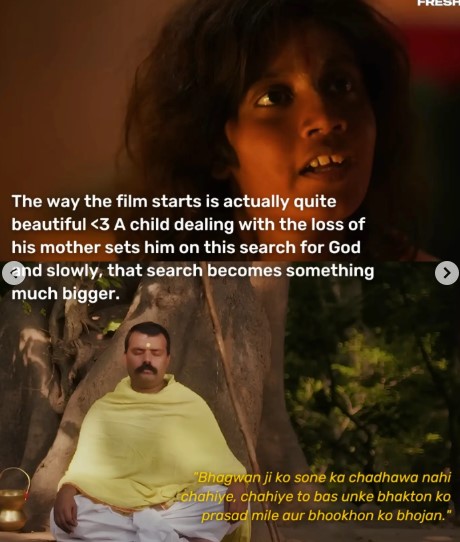 FRESH
The way the film starts is actually quite
beautiful <3 A child dealing with the loss of
his mother sets him on this search for God
and slowly, that search becomes something
much bigger.
"Bhagwan ji ko sone ka chadhawa nahi
chahiye, chahiye to bas unke bhakton ko
prasad mile aur bhookhon ko bhojan."